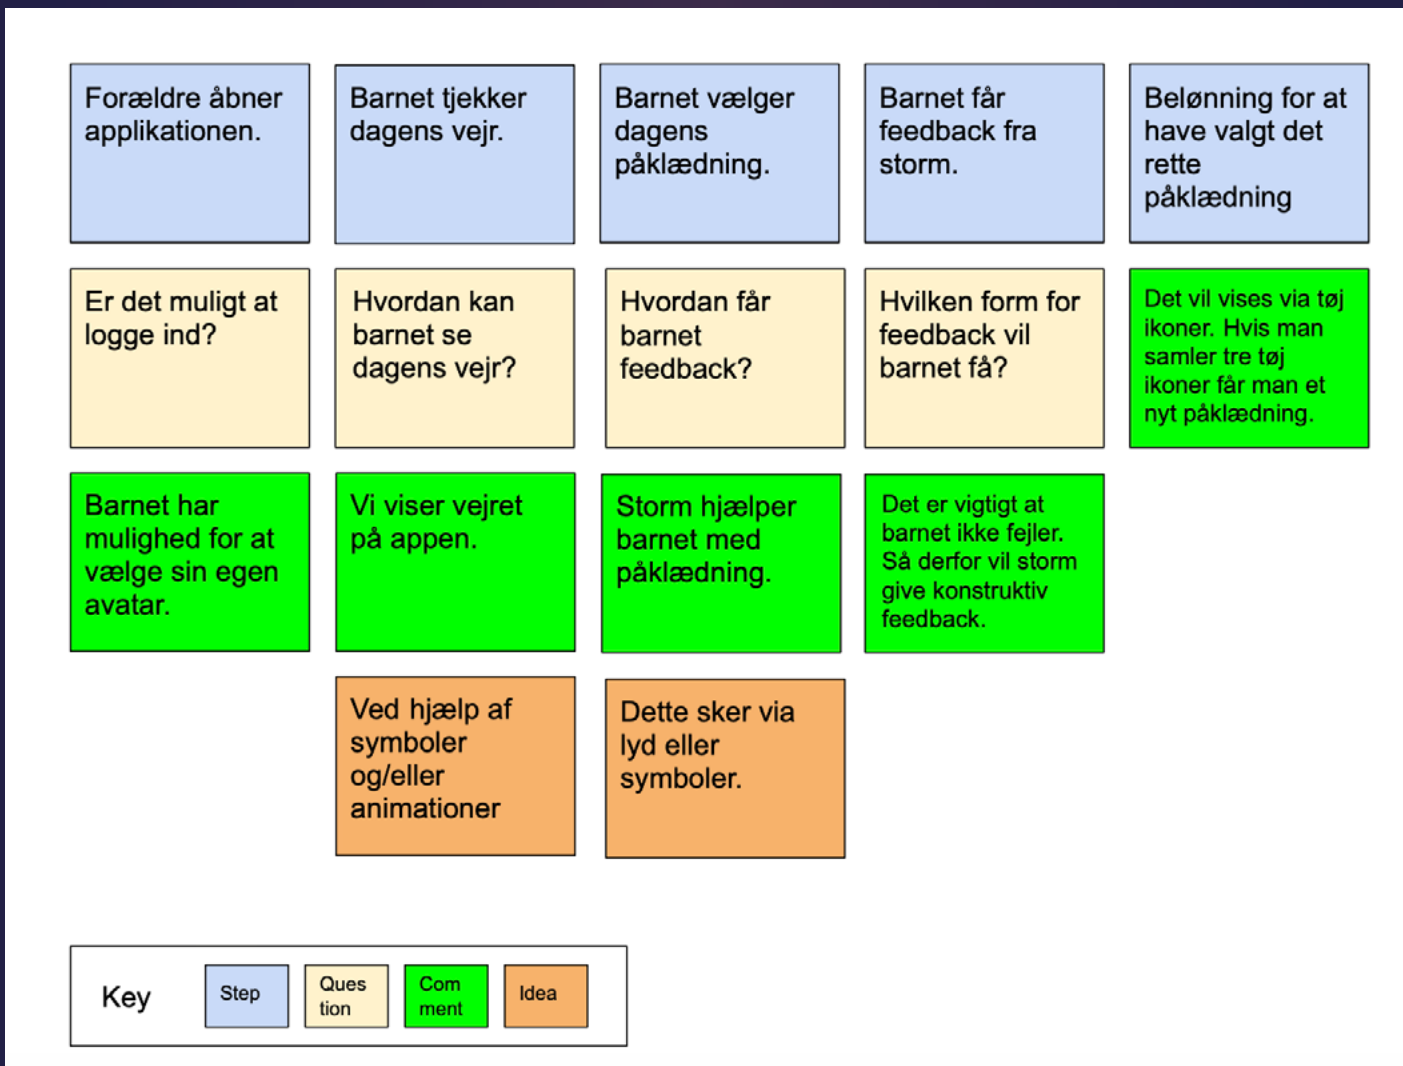 Forældre åbner
applikationen.
Barnet tjekker
dagens vejr.
Barnet vælger
dagens
påklædning.
Barnet får
feedback fra
storm.
Belønning for at
have valgt det
rette
påklædning
Er det muligt at
logge ind?
Hvordan kan
barnet se
dagens vejr?
Hvordan får
barnet
feedback?
Hvilken form for
feedback vil
barnet få?
Det vil vises via tøj
ikoner. Hvis man
samler tre tøj
ikoner får man et
nyt påklædning.
Barnet har
mulighed for at
vælge sin egen
avatar.
Vi viser vejret
på appen.
Storm hjælper
barnet med
påklædning.
Det er vigtigt at
barnet ikke fejler.
Så derfor vil storm
give konstruktiv
feedback.
Ved hjælp af
symboler
og/eller
animationer
Dette sker via
lyd eller
symboler.
Key
Step
Ques
tion
Com
ment
Idea